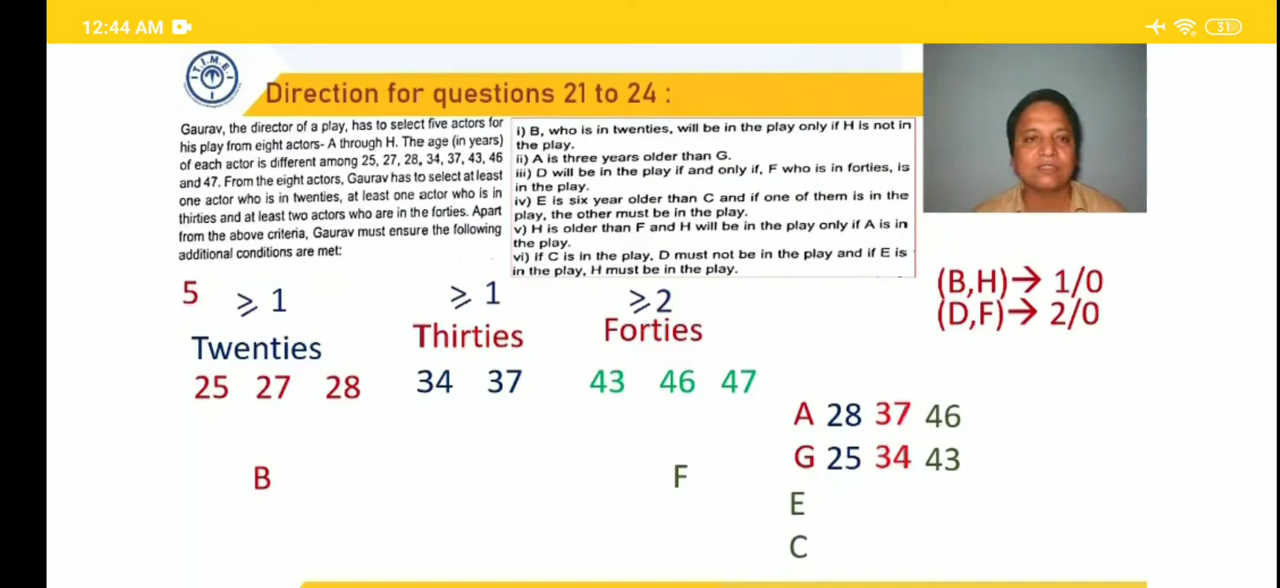 12:44 AM
31
T.I.M.E.
Direction for questions 21 to 24 :
Gaurav, the director of a play, has to select five actors for
his play from eight actors- A through H. The age (in years)
of each actor is different among 25, 27, 28, 34, 37, 43, 46
and 47. From the eight actors, Gaurav has to select at least
one actor who is in twenties, at least one actor who is in
thirties and at least two actors who are in the forties. Apart
from the above criteria, Gaurav must ensure the following
additional conditions are met:
i) B, who is in twenties, will be in the play only if H is not in
the play.
ii) A is three years older than G.
iii) D will be in the play if and only if, F who is in forties, is
in the play.
iv) E is six year older than C and if one of them is in the
play, the other must be in the play.
v) H is older than F and H will be in the play only if A is in
the play.
vi) If C is in the play, D must not be in the play and if E is
in the play, H must be in the play.
(B,H)→ 1/0
(D,F)→ 2/0
5 ⩾ 1 ⩾ 1 ⩾2
Twenties Thirties Forties
25 27 28 34 37 43 46 47
A 28 37 46
G 25 34 43
B F
E
C